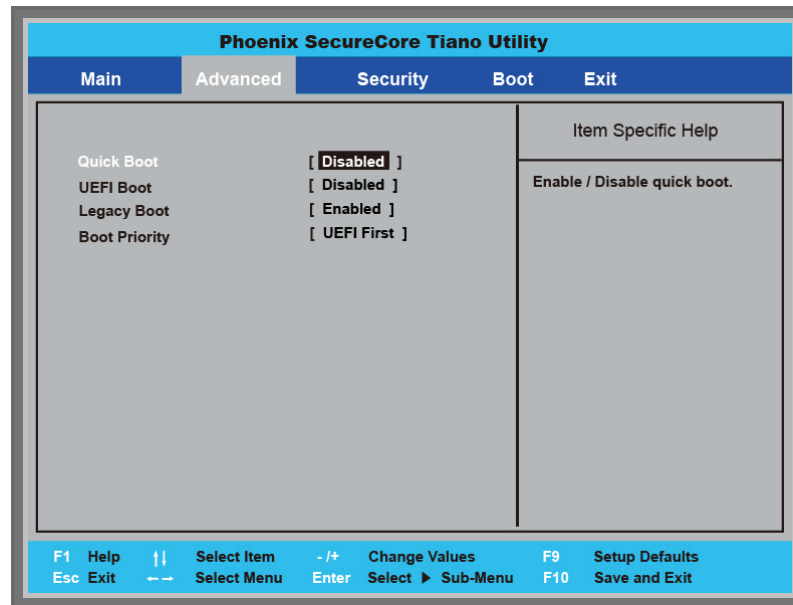 Phoenix SecureCore Tiano Utility
Main Advanced Security Boot Exit
Item Specific Help
Quick Boot [ Disabled ]
Enable / Disable quick boot.
UEFI Boot [ Disabled ]
Legacy Boot [ Enabled ]
Boot Priority [ UEFI First ]
F1 Help ↑↓ Select Item - /+ Change Values F9 Setup Defaults
Esc Exit ←→ Select Menu Enter Select ▶ Sub-Menu F10 Save and Exit